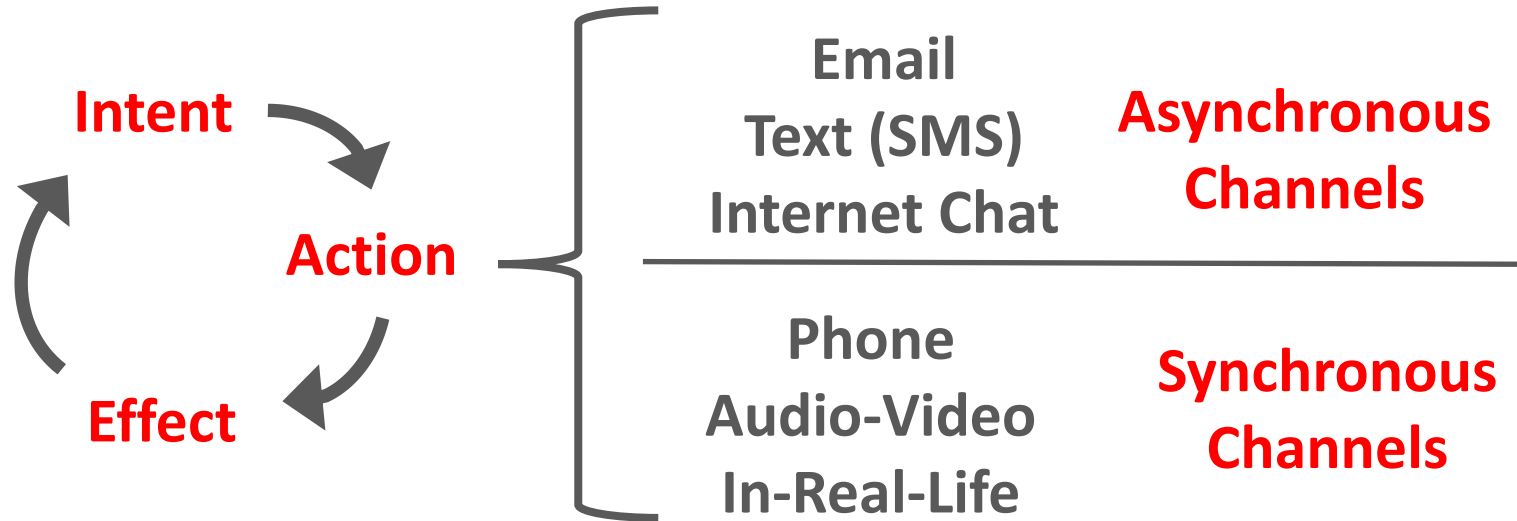 Intent
Action
Effect
Email
Text (SMS)
Internet Chat
Asynchronous
Channels
Phone
Audio-Video
In-Real-Life
Synchronous
Channels